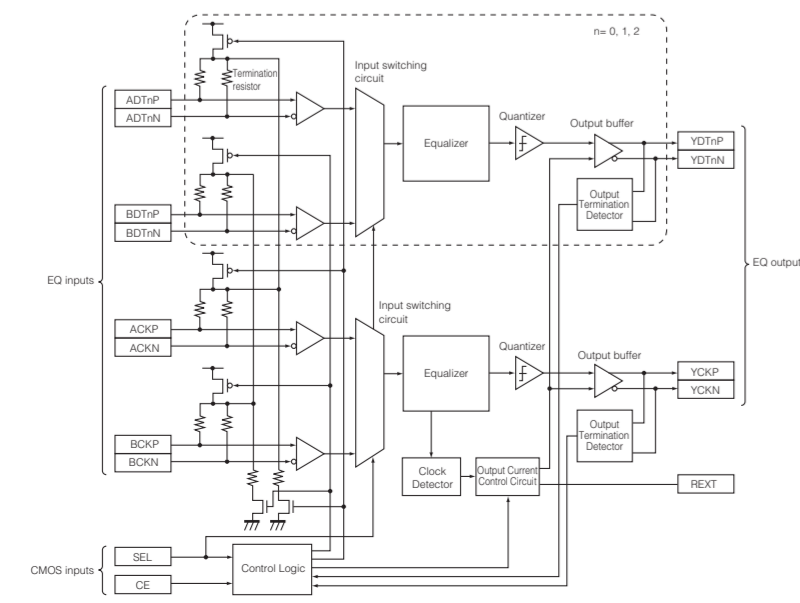 n= 0, 1, 2
Input switching
circuit
Termination
resistor
ADTnP
ADTnN
Equalizer
Quantizer
Output buffer
YDTnP
YDTnN
Output
Termination
Detector
BDTnP
BDTnN
EQ inputs
EQ output
Input switching
circuit
ACKP
ACKN
Equalizer
Quantizer
Output buffer
YCKP
YCKN
Output
Termination
Detector
BCKP
BCKN
Clock
Detector
Output Current
Control Circuit
REXT
CMOS inputs
SEL
CE
Control Logic